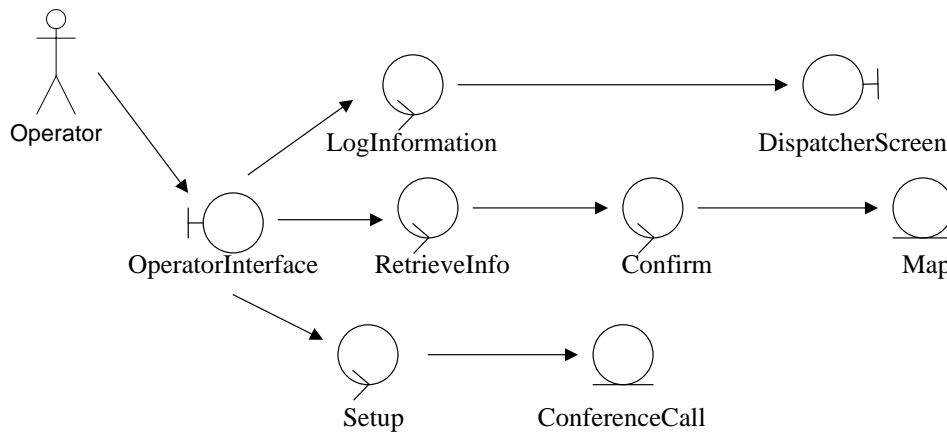 Operator
LogInformation
DispatcherScreen
OperatorInterface
RetrieveInfo
Confirm
Map
Setup
ConferenceCall